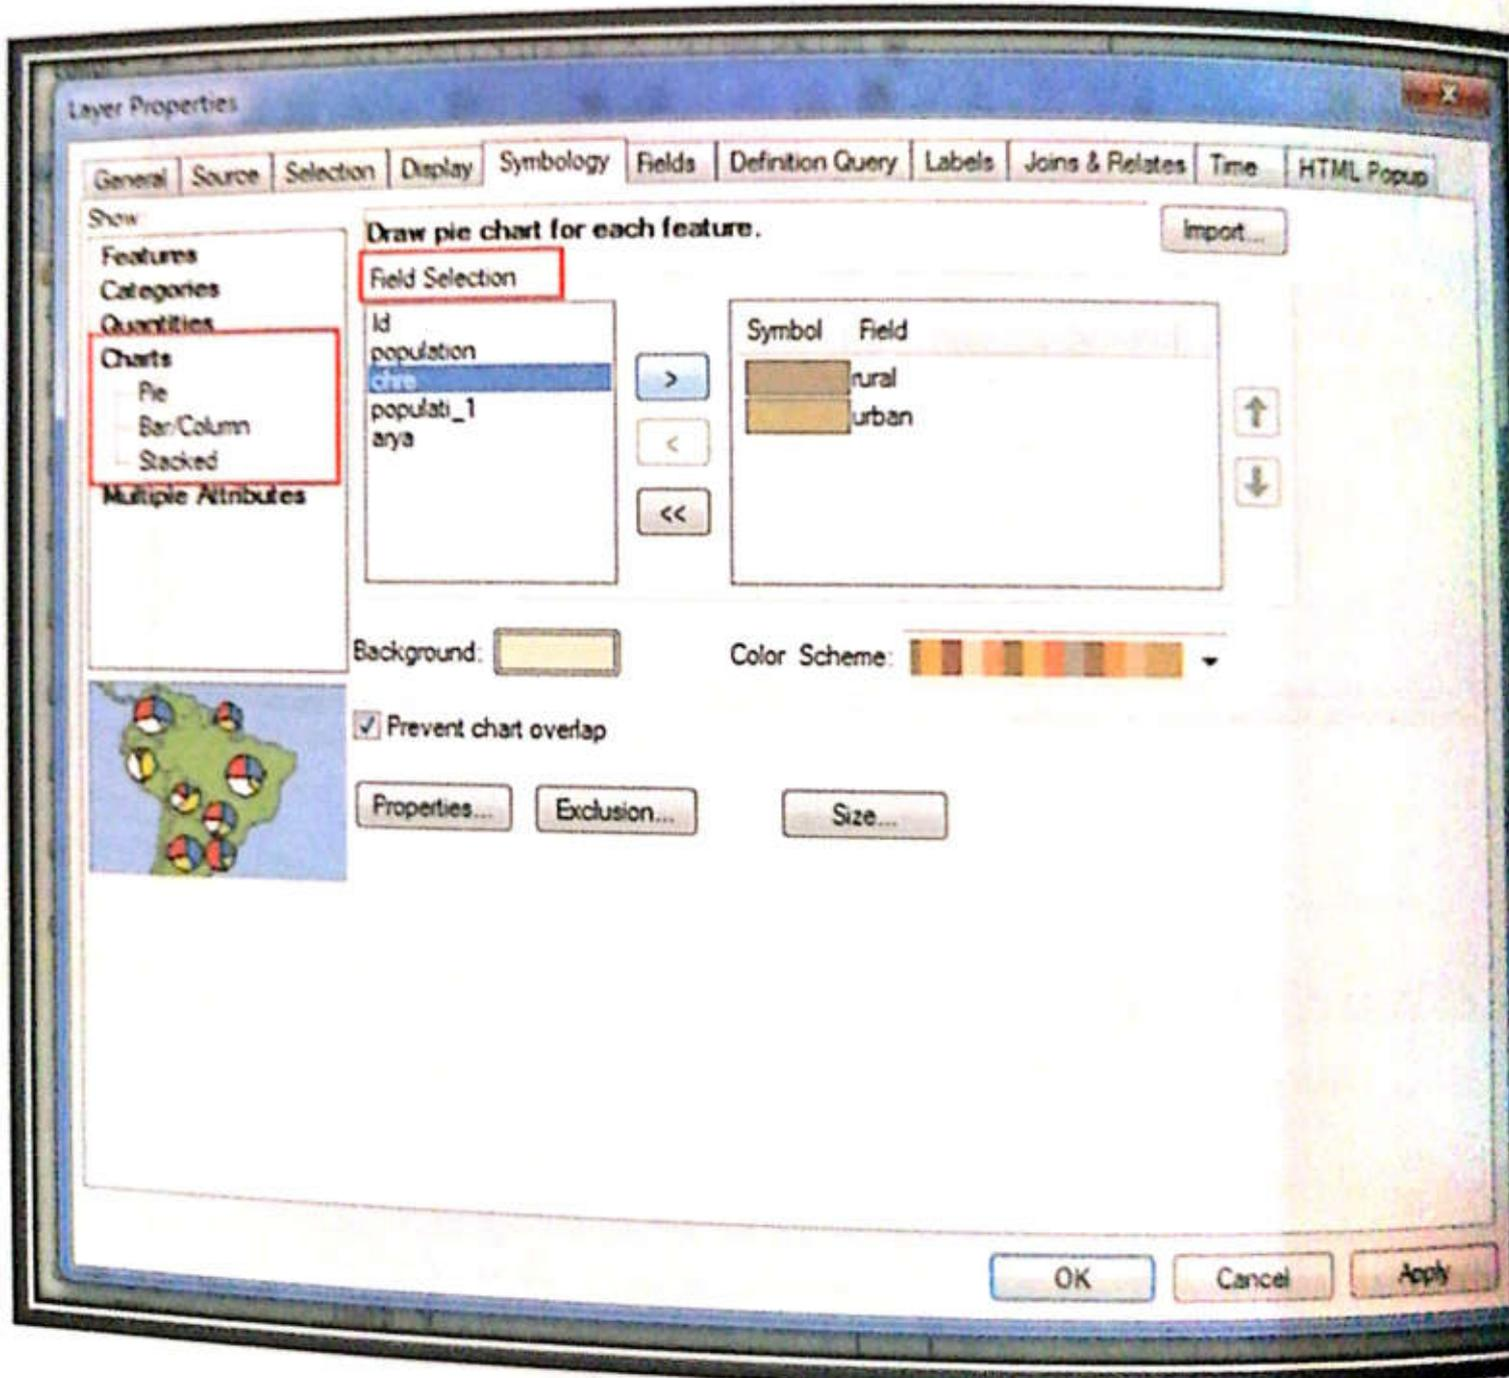 Layer Properties
General Source Selection Display Symbology Fields Definition Query Labels Joins & Relates Time HTML Popup
Show:
Features
Categories
Quantities
Charts
Pie
Bar/Column
Stacked
Multiple Attributes
Draw pie chart for each feature.
Import...
Field Selection
Id
population
chre
populati_1
arya
>
<
<<
Symbol Field
rural
urban
Background:
Color Scheme:
Prevent chart overlap
Properties...
Exclusion...
Size...
OK
Cancel
Apply